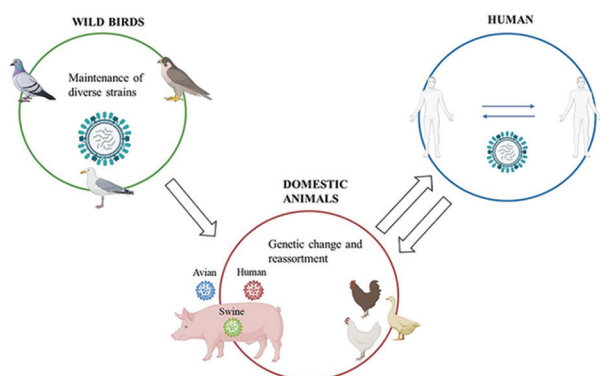 WILD BIRDS
Maintenance of
diverse strains
HUMAN
DOMESTIC
ANIMALS
Genetic change and
reassortment
Avian
Human
Swine